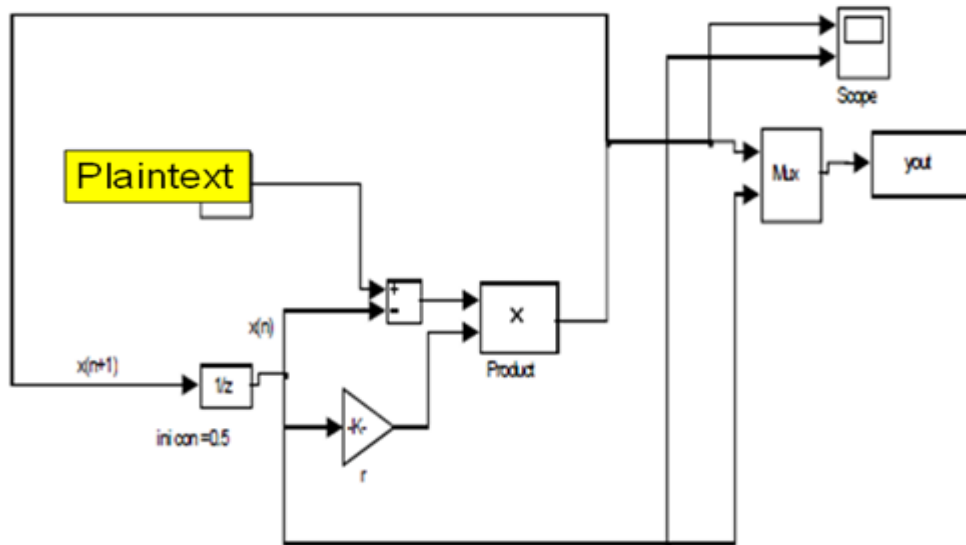 Scope
Plaintext
Mux
yout
+
-
x(n)
X
Product
x(n+1)
1/z
-K-
ini con =0.5
r